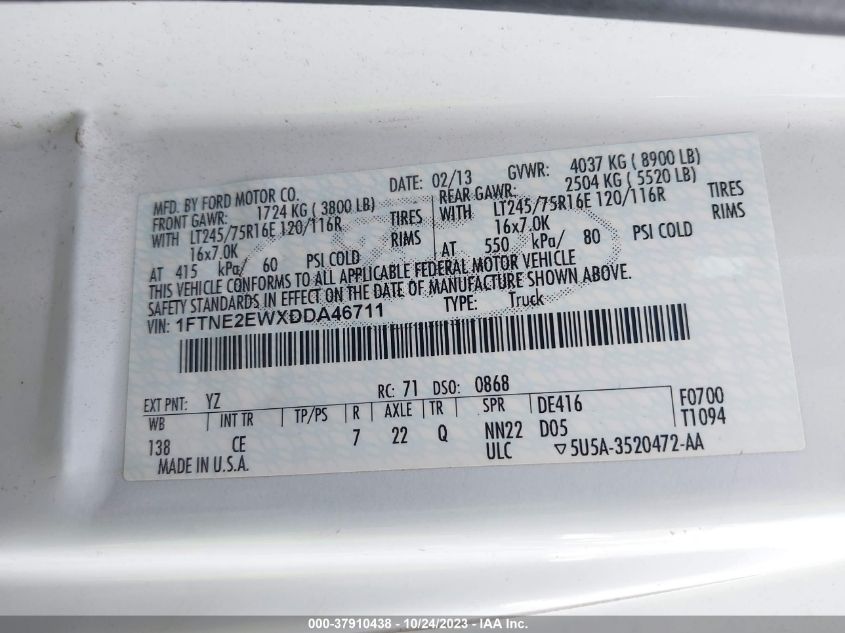 MFD. BY FORD MOTOR CO. DATE: 02/13 GVWR: 4037 KG ( 8900 LB)
FRONT GAWR: 1724 KG ( 3800 LB) REAR GAWR: 2504 KG ( 5520 LB)
WITH LT245/75R16E 120/116R TIRES WITH LT245/75R16E 120/116R TIRES
16x7.0K RIMS 16x7.0K RIMS
AT 415 kPa/ 60 PSI COLD AT 550 kPa/ 80 PSI COLD
THIS VEHICLE CONFORMS TO ALL APPLICABLE FEDERAL MOTOR VEHICLE
SAFETY STANDARDS IN EFFECT ON THE DATE OF MANUFACTURE SHOWN ABOVE.
VIN: 1FTNE2EWXDDA46711 TYPE: Truck
EXT PNT: YZ RC: 71 DSO: 0868
WB INT TR TP/PS R AXLE TR SPR DE416 F0700
138 CE 7 22 Q NN22 D05 T1094
MADE IN U.S.A. ULC ▽5U5A-3520472-AA
000-37910438 - 10/24/2023 - IAA Inc.